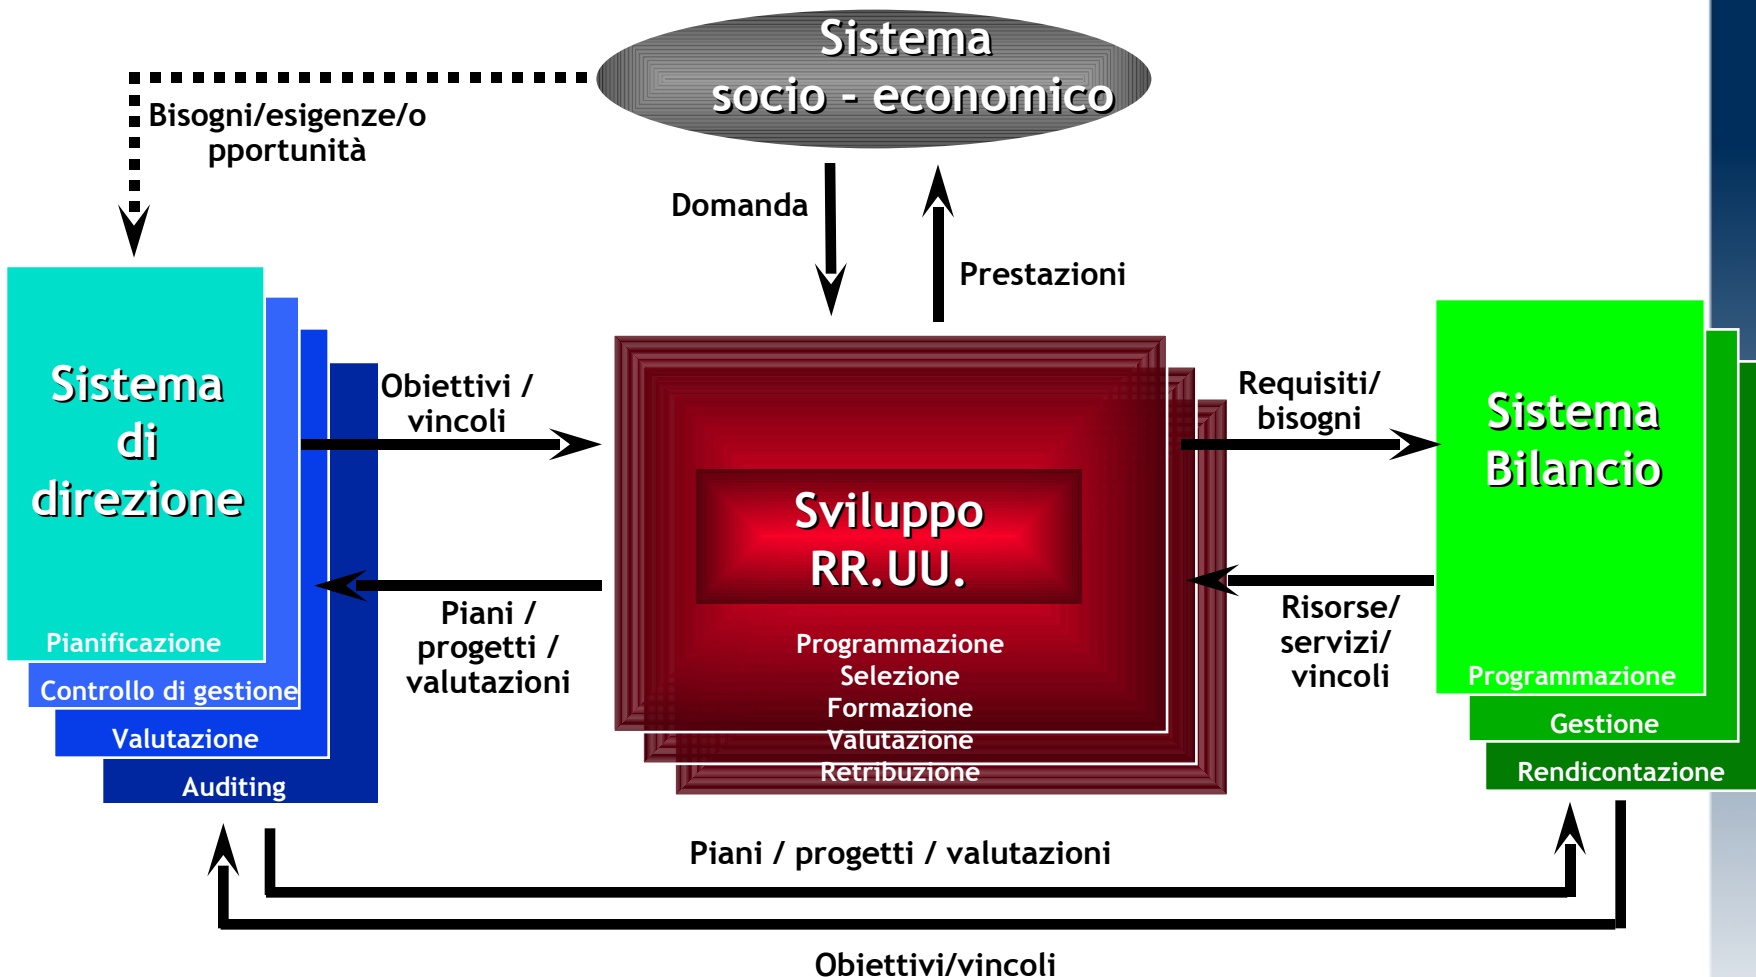 Sistema
socio - economico
Bisogni/esigenze/o
pportunità
Domanda
Prestazioni
Sistema
di
direzione
Pianificazione
Controllo di gestione
Valutazione
Auditing
Obiettivi /
vincoli
Piani /
progetti /
valutazioni
Sviluppo
RR.UU.
Programmazione
Selezione
Formazione
Valutazione
Retribuzione
Requisiti/
bisogni
Risorse/
servizi/
vincoli
Sistema
Bilancio
Programmazione
Gestione
Rendicontazione
Piani / progetti / valutazioni
Obiettivi/vincoli